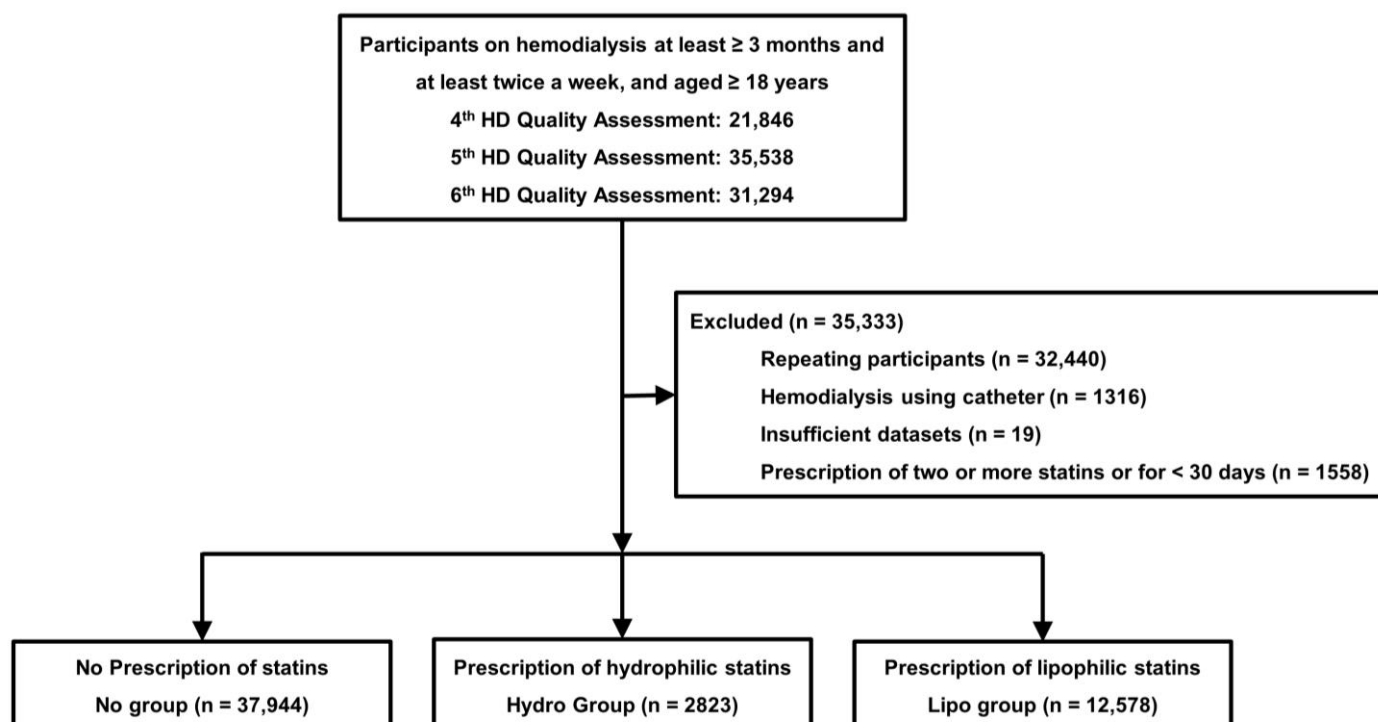 Participants on hemodialysis at least ≥ 3 months and
at least twice a week, and aged ≥ 18 years
4th HD Quality Assessment: 21,846
5th HD Quality Assessment: 35,538
6th HD Quality Assessment: 31,294
Excluded (n = 35,333)
Repeating participants (n = 32,440)
Hemodialysis using catheter (n = 1316)
Insufficient datasets (n = 19)
Prescription of two or more statins or for < 30 days (n = 1558)
No Prescription of statins
No group (n = 37,944)
Prescription of hydrophilic statins
Hydro Group (n = 2823)
Prescription of lipophilic statins
Lipo group (n = 12,578)